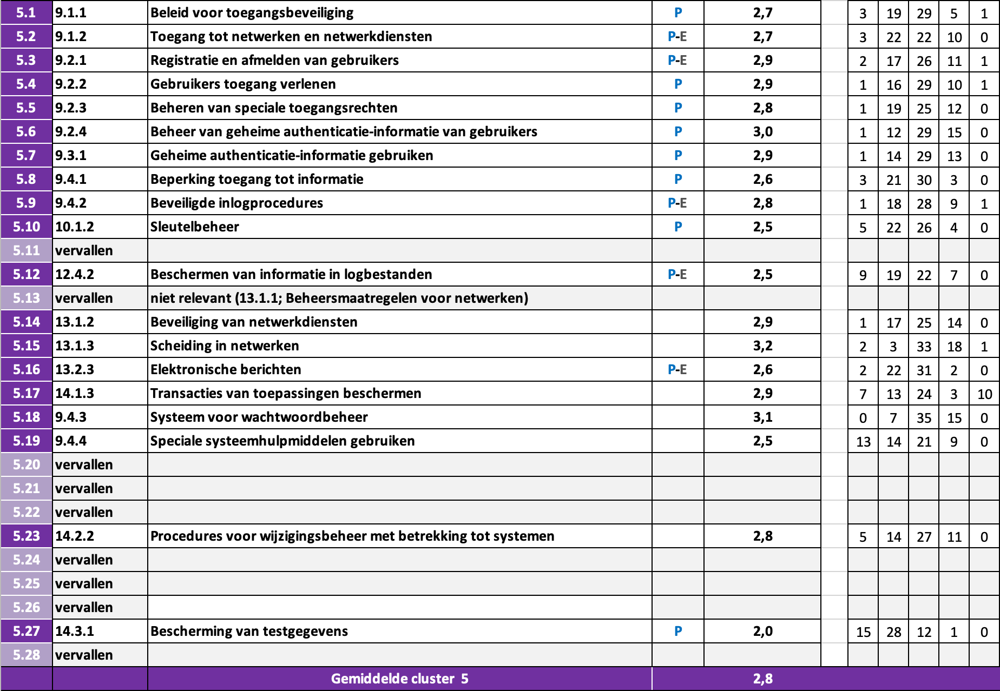 5.1 9.1.1 Beleid voor toegangsbeveiliging P 2,7 3 19 29 5 1
5.2 9.1.2 Toegang tot netwerken en netwerkdiensten P-E 2,7 3 22 22 10 0
5.3 9.2.1 Registratie en afmelden van gebruikers P-E 2,9 2 17 26 11 1
5.4 9.2.2 Gebruikers toegang verlenen P 2,9 1 16 29 10 1
5.5 9.2.3 Beheren van speciale toegangsrechten P 2,8 1 19 25 12 0
5.6 9.2.4 Beheer van geheime authenticatie-informatie van gebruikers P 3,0 1 12 29 15 0
5.7 9.3.1 Geheime authenticatie-informatie gebruiken P 2,9 1 14 29 13 0
5.8 9.4.1 Beperking toegang tot informatie P 2,6 3 21 30 3 0
5.9 9.4.2 Beveiligde inlogprocedures P-E 2,8 1 18 28 9 1
5.10 10.1.2 Sleutelbeheer P 2,5 5 22 26 4 0
5.11 vervallen
5.12 12.4.2 Beschermen van informatie in logbestanden P-E 2,5 9 19 22 7 0
5.13 vervallen niet relevant (13.1.1; Beheersmaatregelen voor netwerken)
5.14 13.1.2 Beveiliging van netwerkdiensten 2,9 1 17 25 14 0
5.15 13.1.3 Scheiding in netwerken 3,2 2 3 33 18 1
5.16 13.2.3 Elektronische berichten P-E 2,6 2 22 31 2 0
5.17 14.1.3 Transacties van toepassingen beschermen 2,9 7 13 24 3 10
5.18 9.4.3 Systeem voor wachtwoordbeheer 3,1 0 7 35 15 0
5.19 9.4.4 Speciale systeemhulpmiddelen gebruiken 2,5 13 14 21 9 0
5.20 vervallen
5.21 vervallen
5.22 vervallen
5.23 14.2.2 Procedures voor wijzigingsbeheer met betrekking tot systemen 2,8 5 14 27 11 0
5.24 vervallen
5.25 vervallen
5.26 vervallen
5.27 14.3.1 Bescherming van testgegevens P 2,0 15 28 12 1 0
5.28 vervallen
Gemiddelde cluster 5 2,8